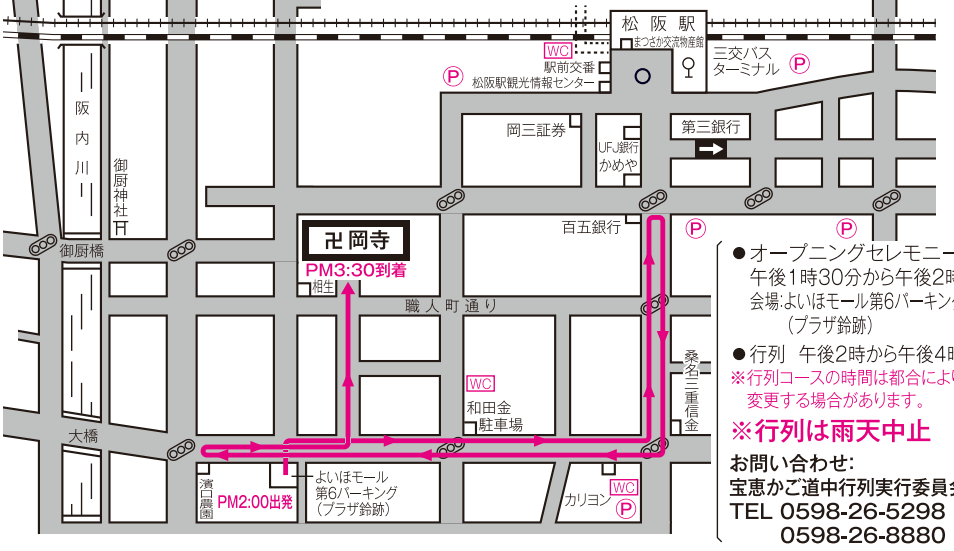 松阪駅
まつさか交流物産館
WC
駅前交番
松阪駅観光情報センター
三交バス
ターミナル
P
P
阪内川
御厨神社
岡三証券
UFJ銀行
かめや
第三銀行
百五銀行
P
P
御厨橋
卍岡寺
PM3:30到着
相生
職人町通り
桑名三重信金
WC
和田金
駐車場
大橋
濱口農園
PM2:00出発
よいほモール
第6パーキング
(プラザ鈴跡)
カリヨン
WC
P
●オープニングセレモニー
午後1時30分から午後2時
会場:よいほモール第6パーキング
(プラザ鈴跡)
●行列 午後2時から午後4時
※行列コースの時間は都合により
変更する場合があります。
※行列は雨天中止
お問い合わせ:
宝恵かご道中行列実行委員会
TEL 0598-26-5298
0598-26-8880